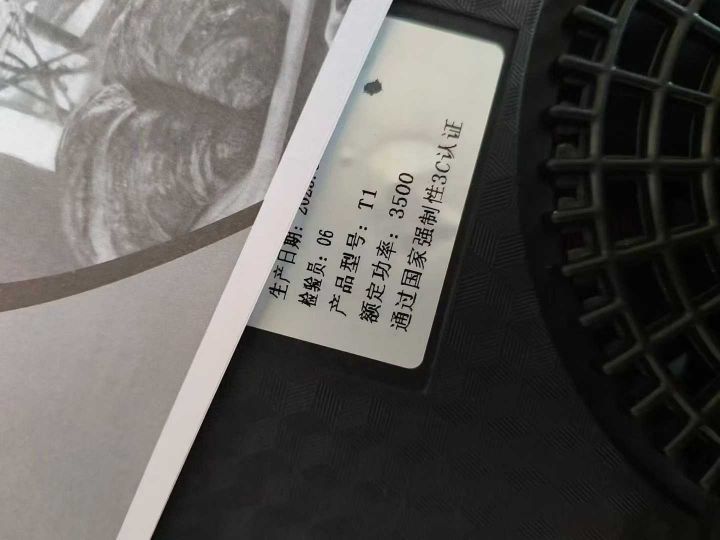 生产日期：
检验员：06
产品型号：T1
额定功率：3500
通过国家强制性3C认证